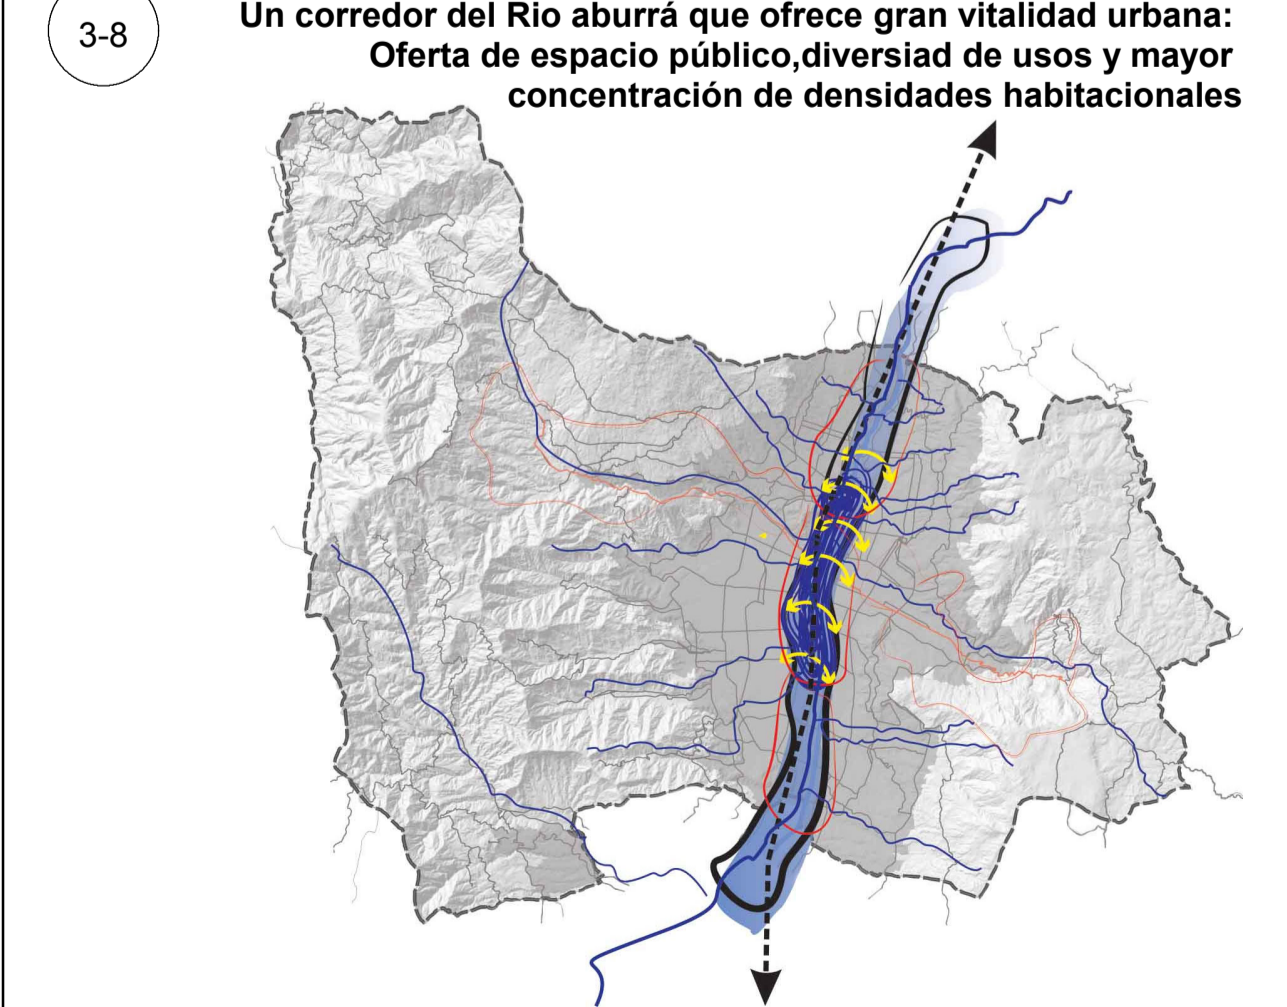 3-8
Un corredor del Rio aburrá que ofrece gran vitalidad urbana:
Oferta de espacio público,diversiad de usos y mayor
concentración de densidades habitacionales